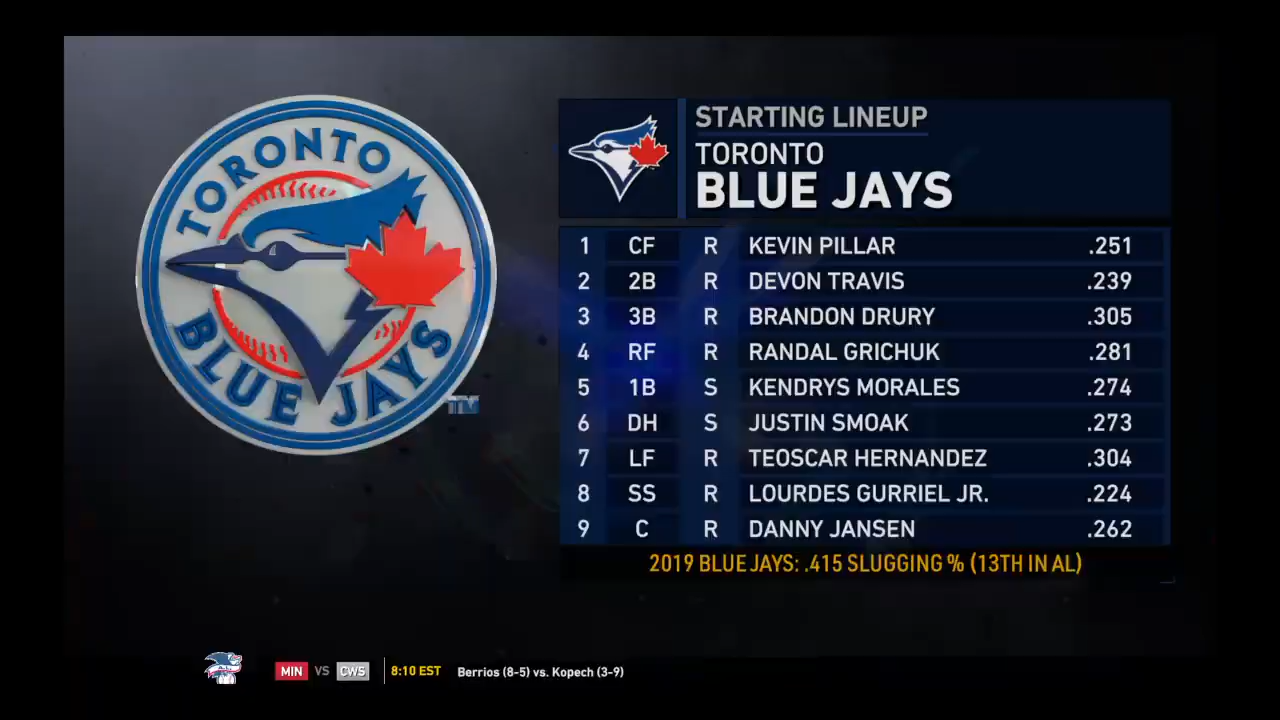 TORONTO
BLUE JAYS
TM
STARTING LINEUP
TORONTO
BLUE JAYS
1 CF R KEVIN PILLAR .251
2 2B R DEVON TRAVIS .239
3 3B R BRANDON DRURY .305
4 RF R RANDAL GRICHUK .281
5 1B S KENDRYS MORALES .274
6 DH S JUSTIN SMOAK .273
7 LF R TEOSCAR HERNANDEZ .304
8 SS R LOURDES GURRIEL JR. .224
9 C R DANNY JANSEN .262
2019 BLUE JAYS: .415 SLUGGING % (13TH IN AL)
MIN VS CWS 8:10 EST Berrios (8-5) vs. Kopech (3-9)